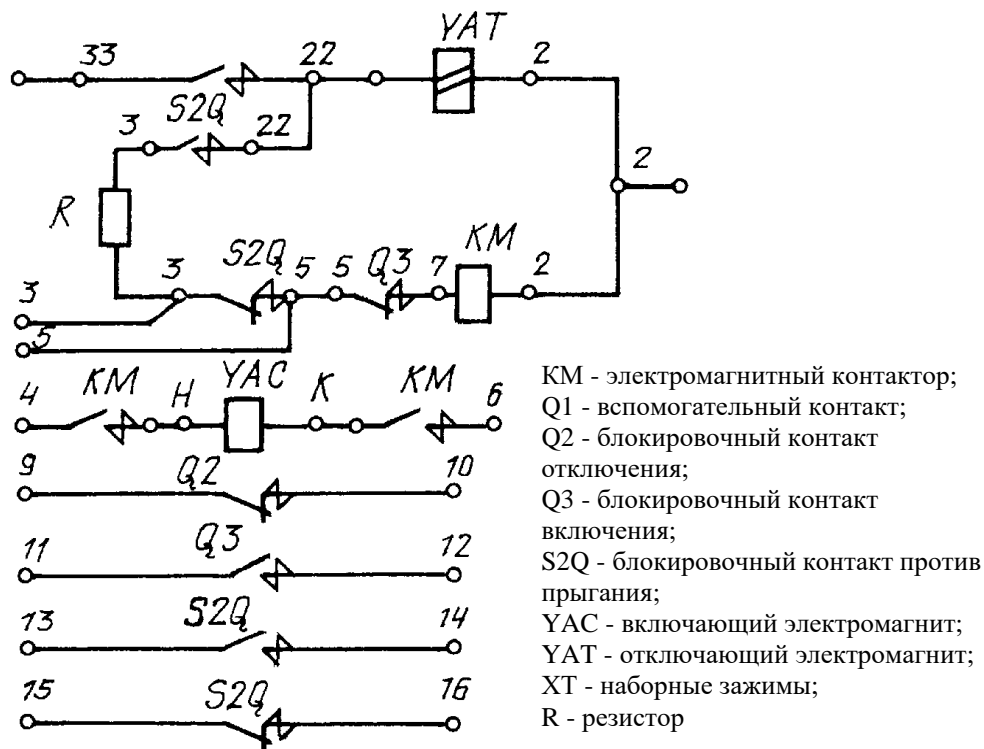 YAT
33
22
2
S2Q
3
22
2
R
S2Q
Q3
KM
3
5
5
7
2
3
5
KM
YAC
KM
4
H
K
6
9
Q2
10
11
Q3
12
13
S2Q
14
15
S2Q
16
КМ - электромагнитный контактор;
Q1 - вспомогательный контакт;
Q2 - блокировочный контакт
отключения;
Q3 - блокировочный контакт
включения;
S2Q - блокировочный контакт против
прыгания;
YAC - включающий электромагнит;
YAT - отключающий электромагнит;
XT - наборные зажимы;
R - резистор